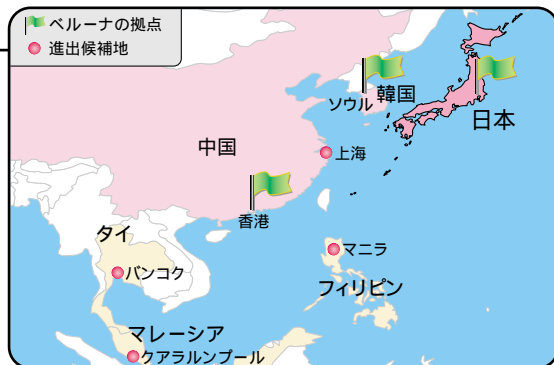 ベルーナの拠点
進出候補地
ソウル
韓国
日本
中国
上海
香港
タイ
マニラ
バンコク
フィリピン
マレーシア
クアラルンプール